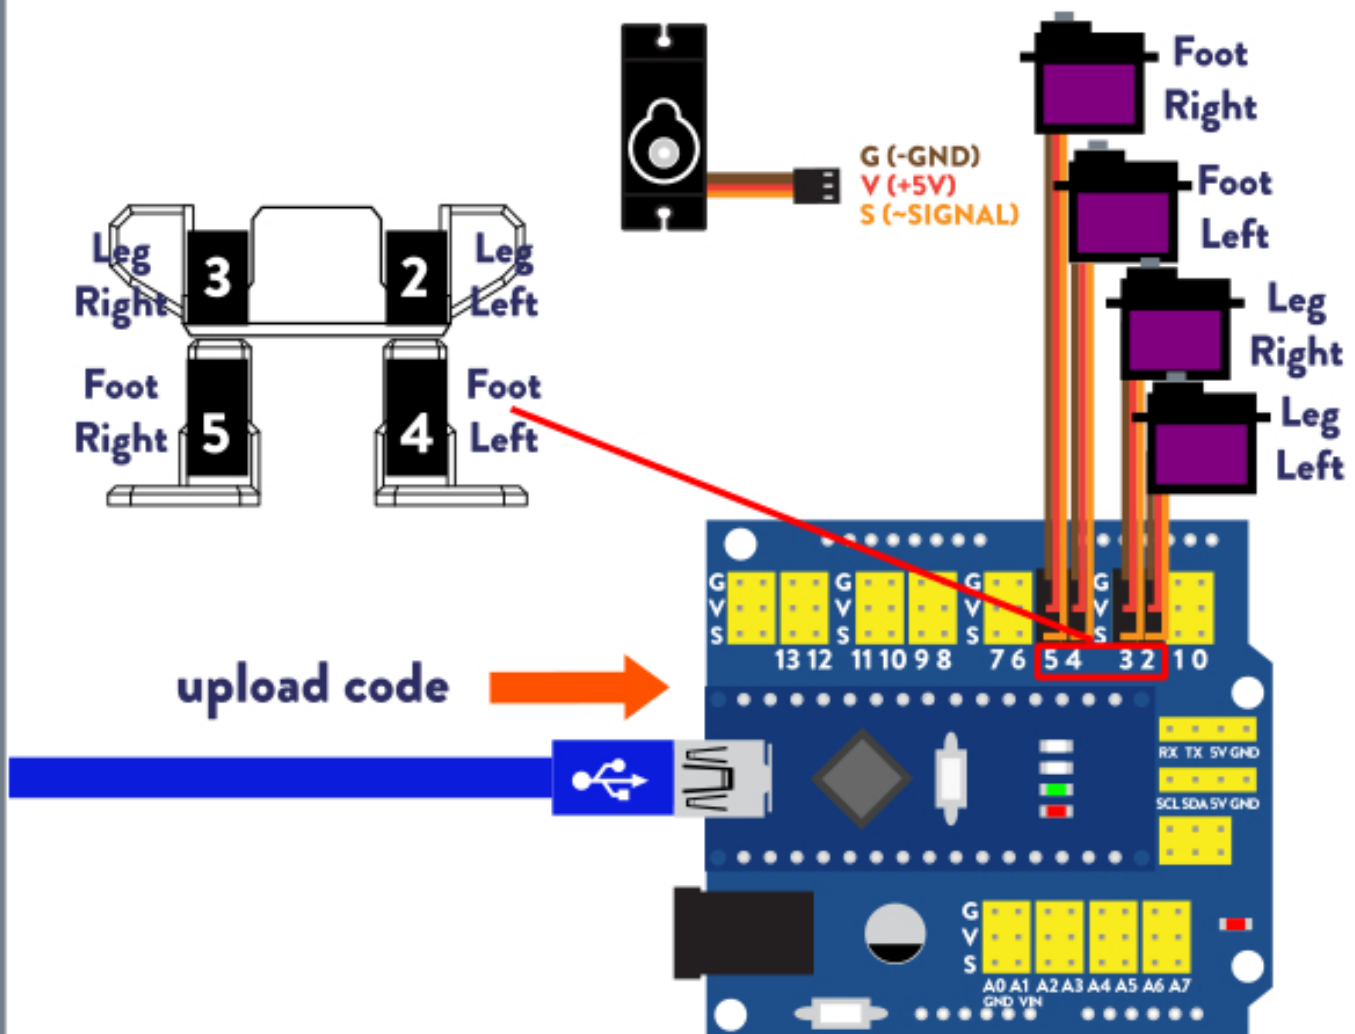 Foot
Right
G (-GND)
V (+5V)
S (~SIGNAL)
Foot
Left
Leg
Right
3
2
Leg
Left
Leg
Right
Foot
Right
5
4
Foot
Left
Leg
Left
G
V
S
G
V
S
G
V
S
G
V
S
13 12
11 10
9 8
7 6
5 4
3 2
1 0
upload code
RX TX 5V GND
SCL SDA 5V GND
G
V
S
A0 A1 A2 A3 A4 A5 A6 A7
GND VIN